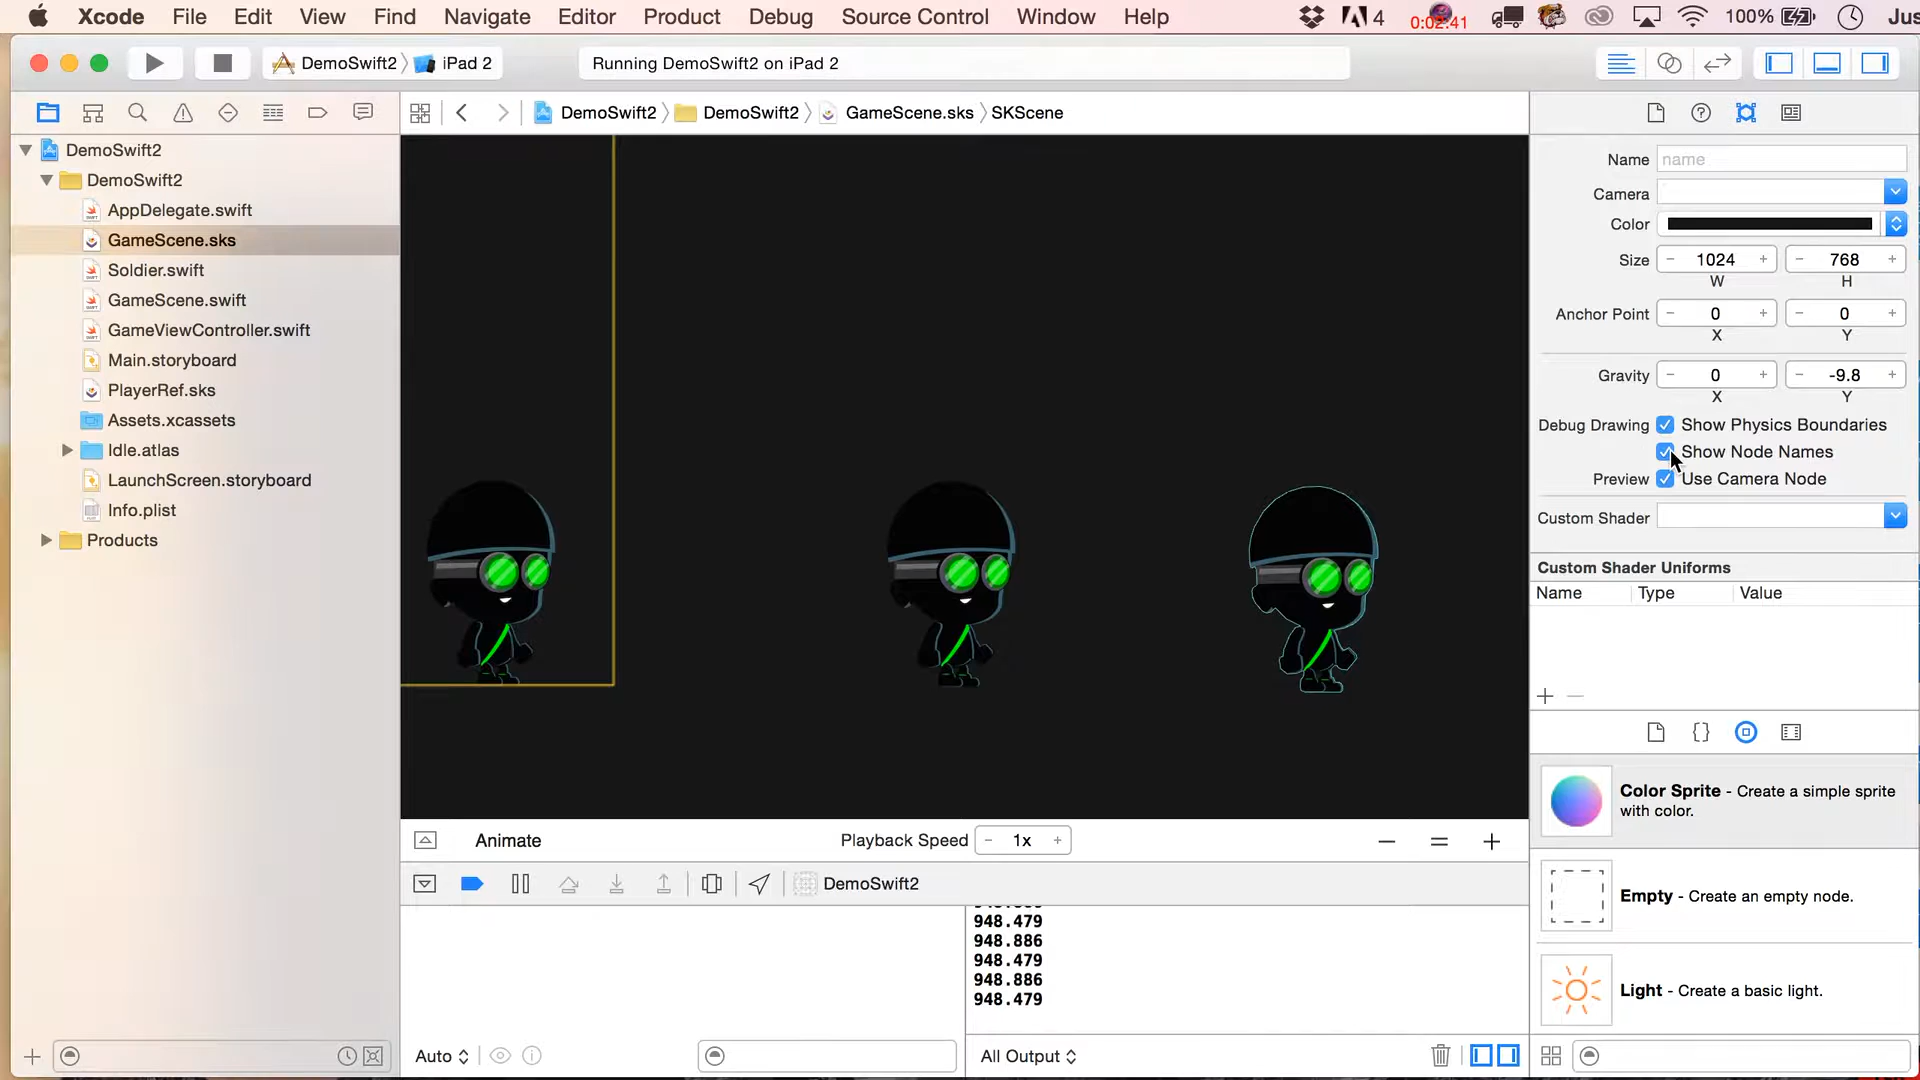 Xcode File Edit View Find Navigate Editor Product Debug Source Control Window Help 4 100% Jus
DemoSwift2 iPad 2 Running DemoSwift2 on iPad 2
DemoSwift2 DemoSwift2 GameScene.sks SKScene
DemoSwift2
DemoSwift2
AppDelegate.swift
GameScene.sks
Soldier.swift
GameScene.swift
GameViewController.swift
Main.storyboard
PlayerRef.sks
Assets.xcassets
Idle.atlas
LaunchScreen.storyboard
Info.plist
Products
Name name
Camera
Color
Size − 1024 + − 768 +
W H
Anchor Point − 0 + − 0 +
X Y
Gravity − 0 + − -9.8 +
X Y
Debug Drawing Show Physics Boundaries
Show Node Names
Preview Use Camera Node
Custom Shader
Custom Shader Uniforms
Name Type Value
Color Sprite - Create a simple sprite
with color.
Empty - Create an empty node.
Light - Create a basic light.
Animate Playback Speed − 1x +
DemoSwift2
948.479
948.886
948.479
948.886
948.479
Auto All Output